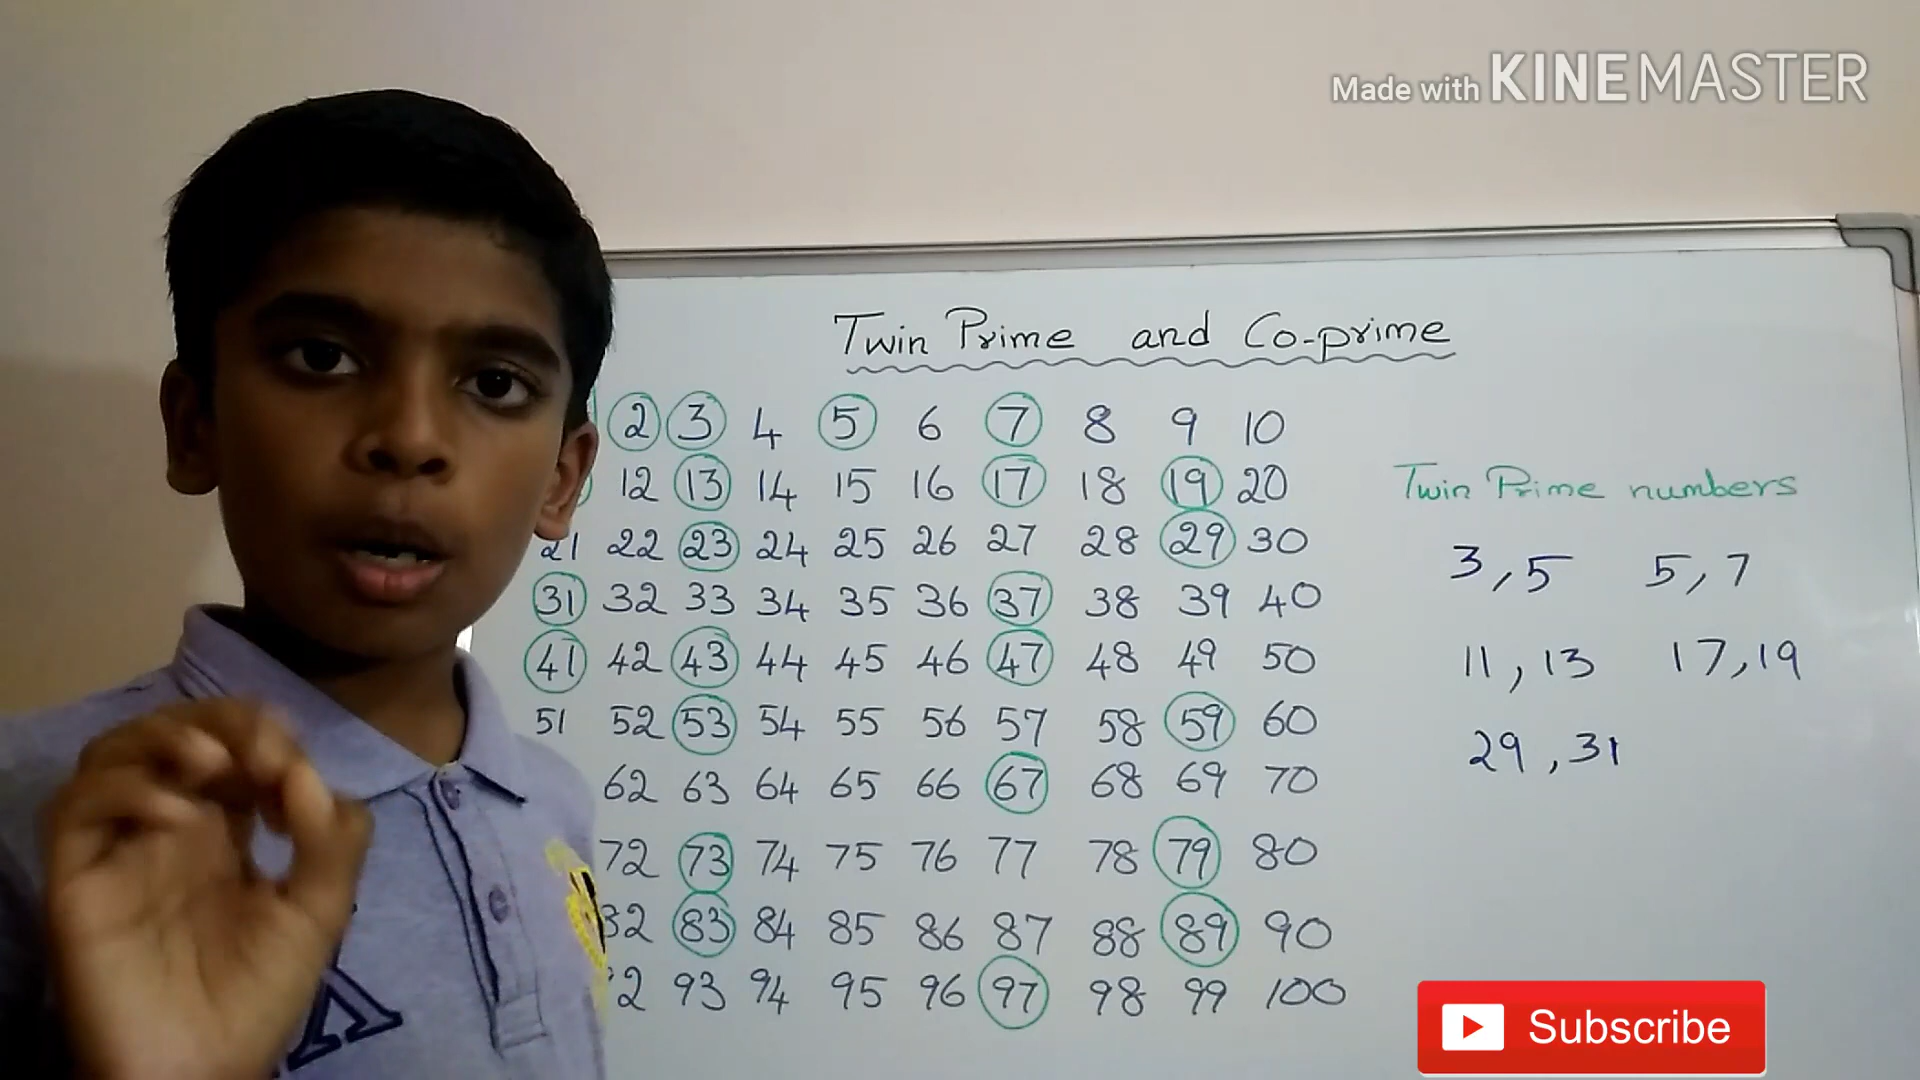 Made with KINEMASTER
Twin Prime and Co-prime
2 3 4 5 6 7 8 9 10
12 13 14 15 16 17 18 19 20
21 22 23 24 25 26 27 28 29 30
31 32 33 34 35 36 37 38 39 40
41 42 43 44 45 46 47 48 49 50
51 52 53 54 55 56 57 58 59 60
62 63 64 65 66 67 68 69 70
72 73 74 75 76 77 78 79 80
82 83 84 85 86 87 88 89 90
92 93 94 95 96 97 98 99 100
Twin Prime numbers
3, 5 5, 7
11, 13 17, 19
29, 31
Subscribe